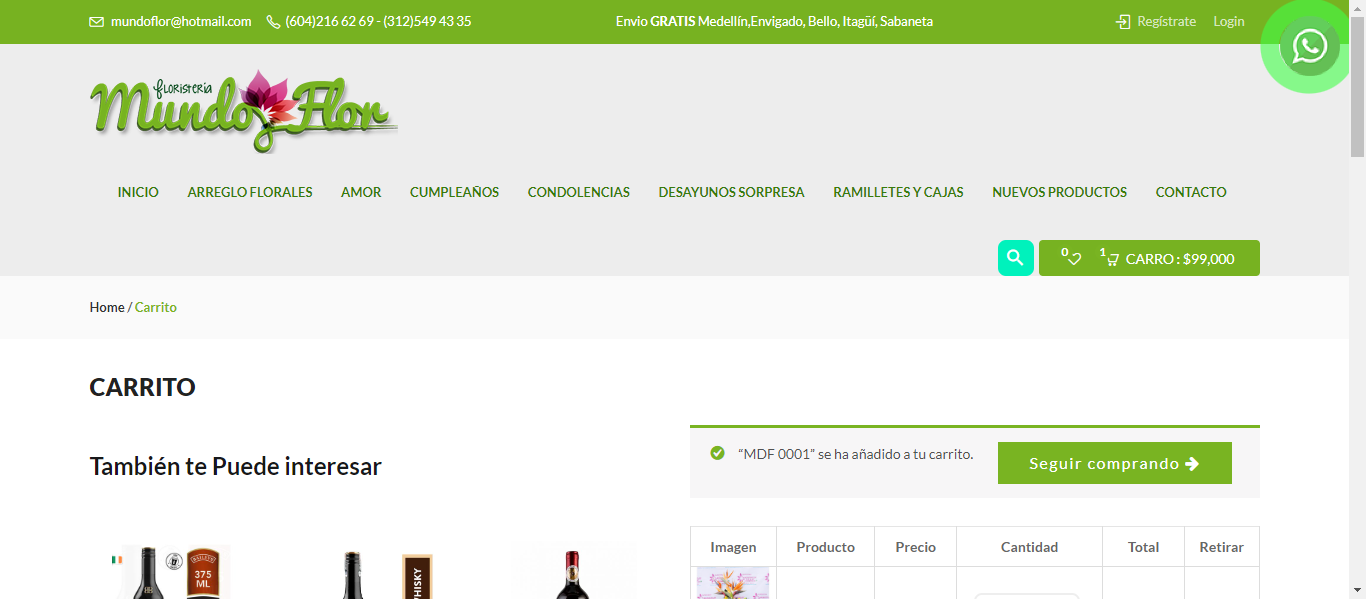 mundoflor@hotmail.com (604)216 62 69 - (312)549 43 35 Envio GRATIS Medellín,Envigado, Bello, Itagüí, Sabaneta Regístrate Login
Floristeria
Mundo Flor
INICIO ARREGLO FLORALES AMOR CUMPLEAÑOS CONDOLENCIAS DESAYUNOS SORPRESA RAMILLETES Y CAJAS NUEVOS PRODUCTOS CONTACTO
0 1 CARRO : $99,000
Home / Carrito
CARRITO
“MDF 0001” se ha añadido a tu carrito. Seguir comprando
También te Puede interesar
Imagen Producto Precio Cantidad Total Retirar
BAILEYS
375
ML
WHISKY